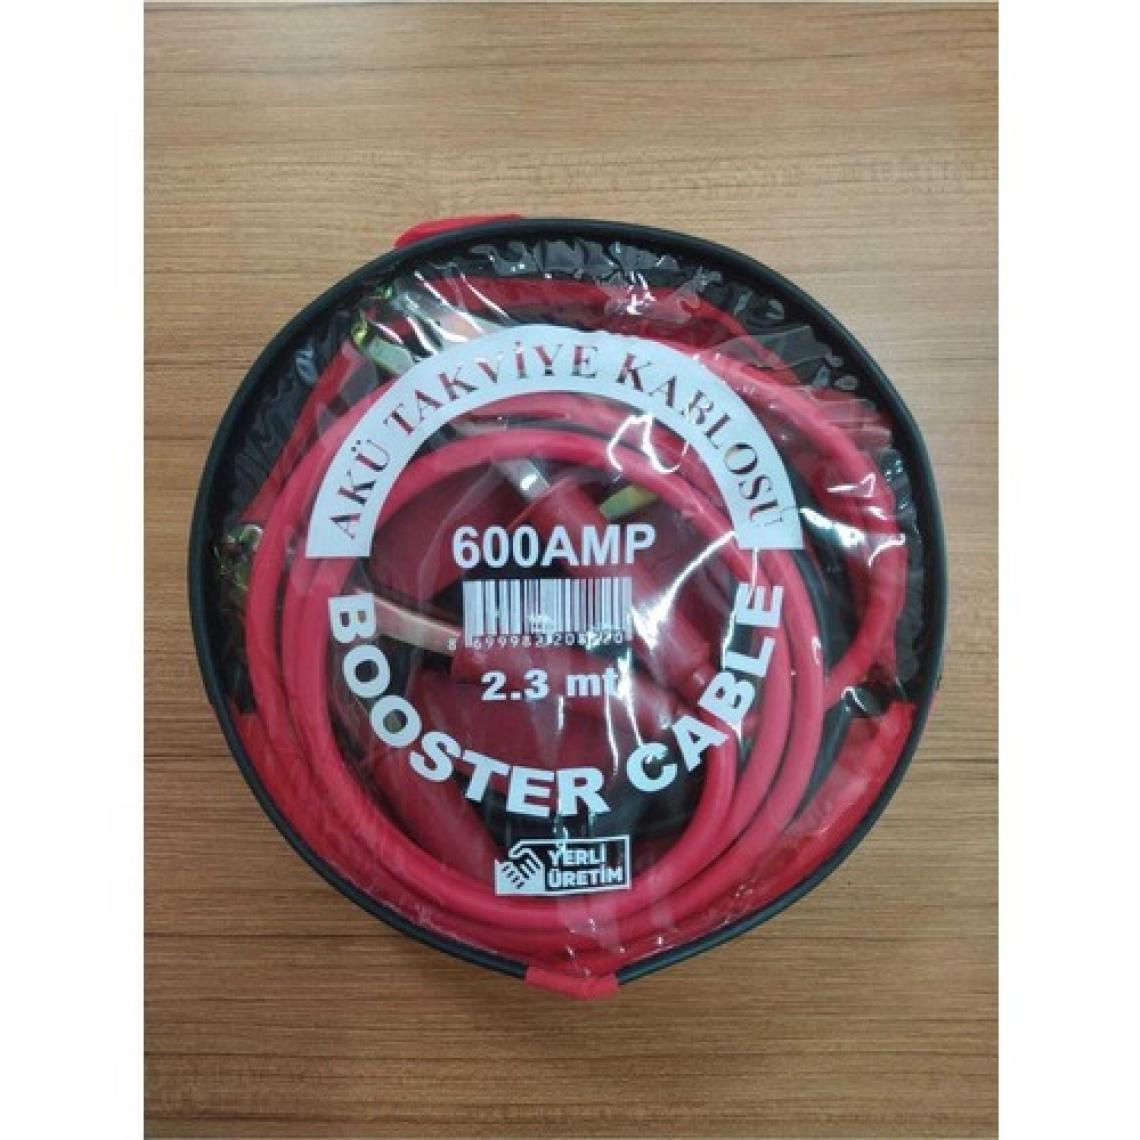 AKÜ TAKVİYE KABLOSU
600AMP
2.3 mt
BOOSTER CABLE
YERLİ
ÜRETİM